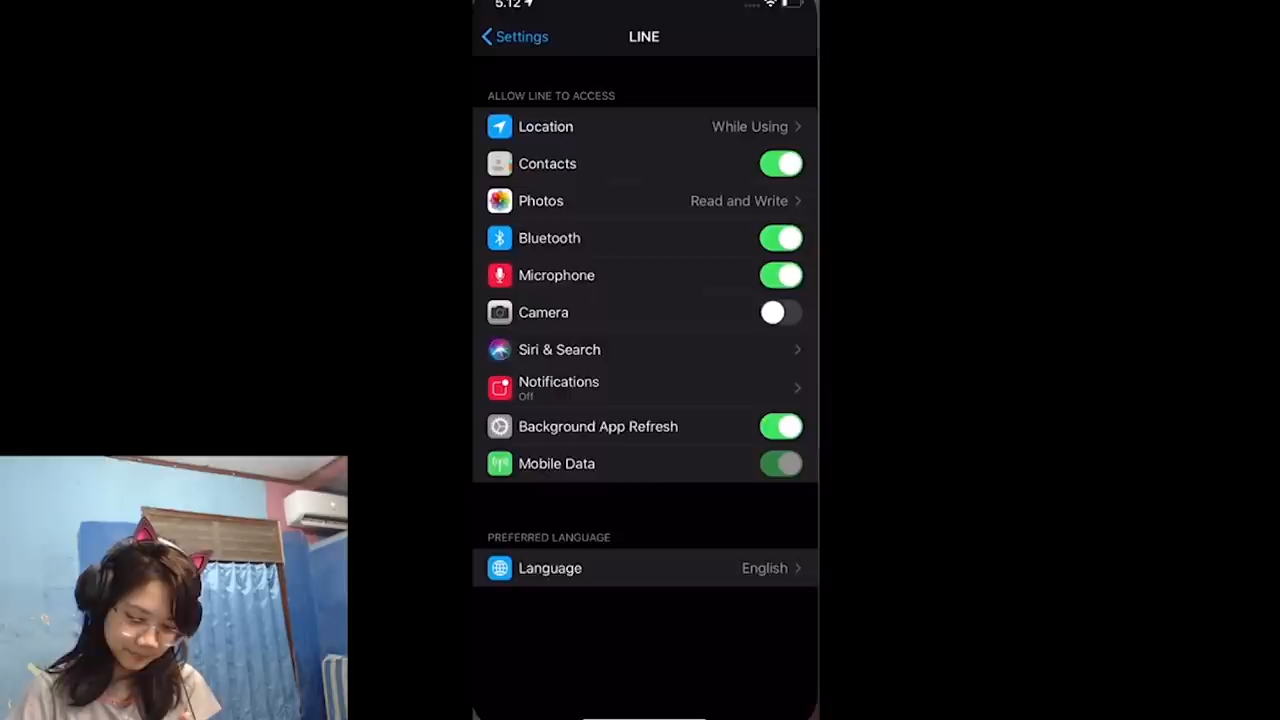 5.12
Settings
LINE
ALLOW LINE TO ACCESS
Location
While Using
Contacts
Photos
Read and Write
Bluetooth
Microphone
Camera
Siri & Search
Notifications
Off
Background App Refresh
Mobile Data
PREFERRED LANGUAGE
Language
English